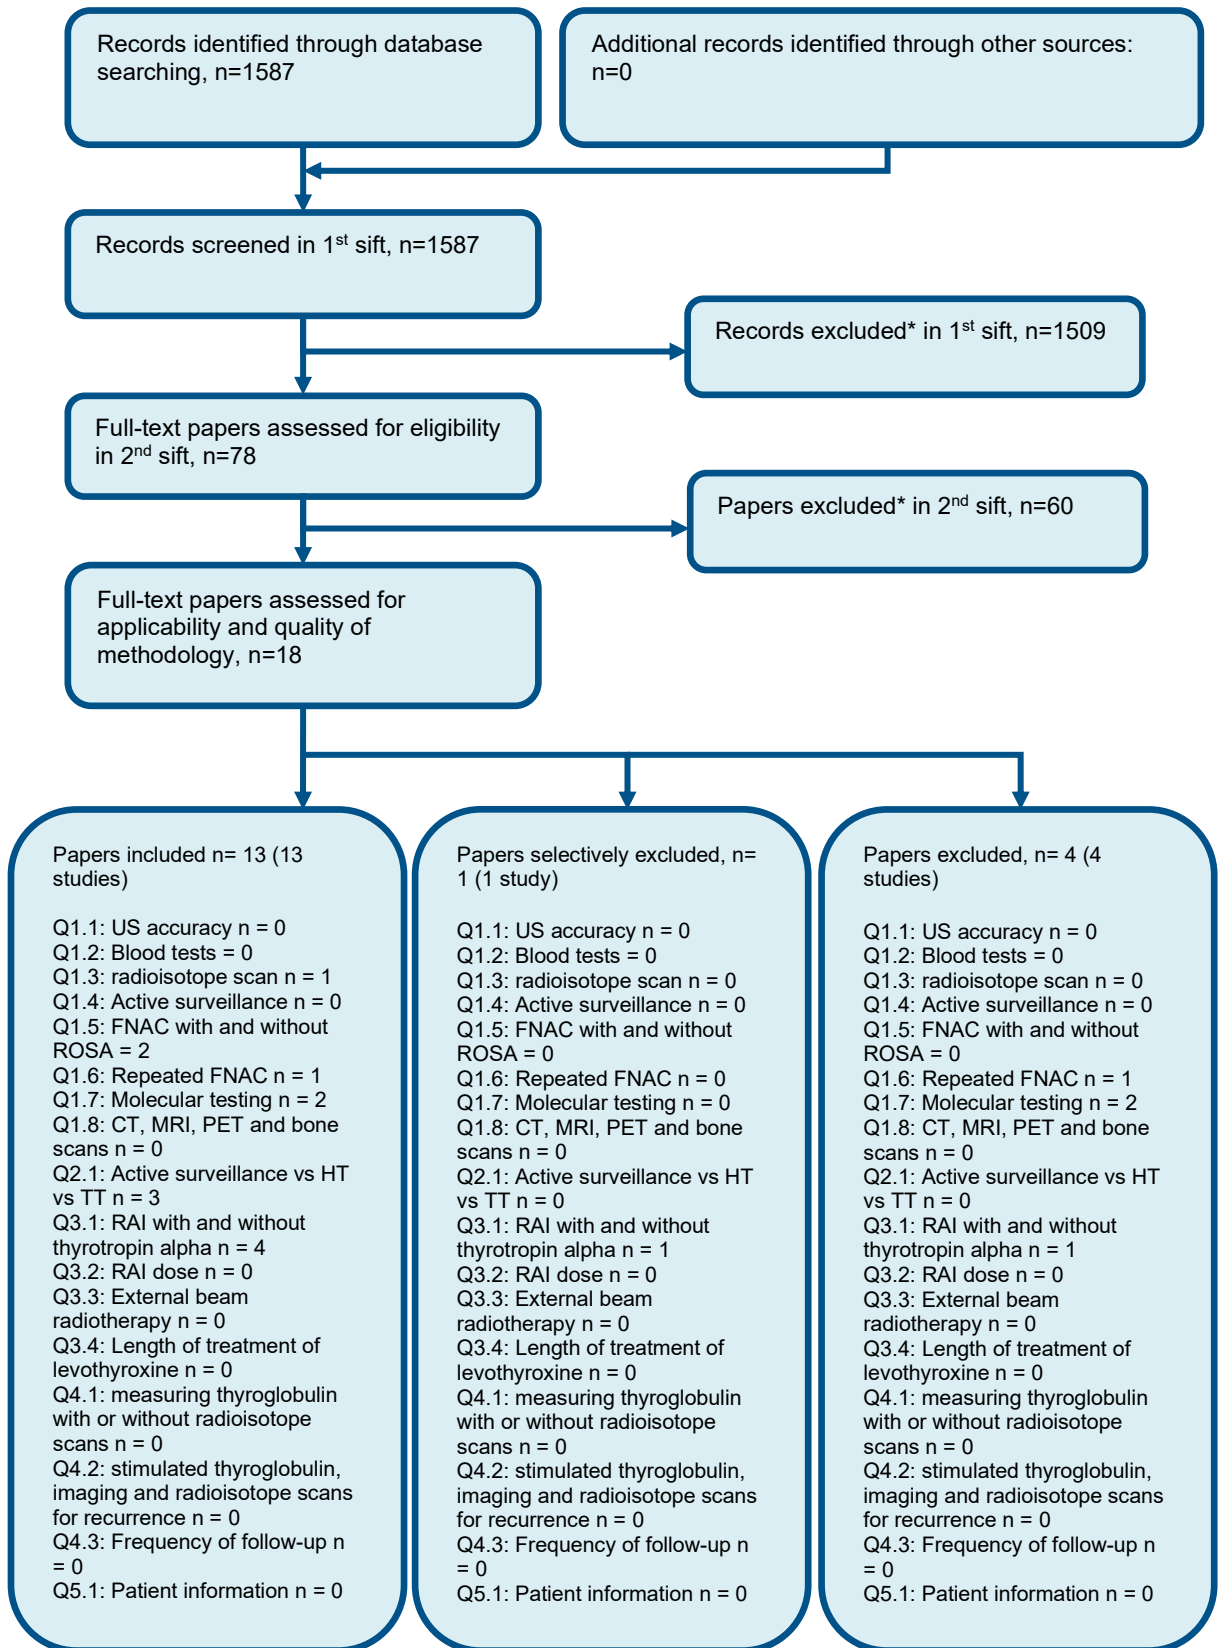 Records identified through database
searching, n=1587
Additional records identified through other sources:
n=0
Records screened in 1st sift, n=1587
Records excluded* in 1st sift, n=1509
Full-text papers assessed for eligibility
in 2nd sift, n=78
Papers excluded* in 2nd sift, n=60
Full-text papers assessed for
applicability and quality of
methodology, n=18
Papers included n= 13 (13
studies)
Q1.1: US accuracy n = 0
Q1.2: Blood tests = 0
Q1.3: radioisotope scan n = 1
Q1.4: Active surveillance n = 0
Q1.5: FNAC with and without
ROSA = 2
Q1.6: Repeated FNAC n = 1
Q1.7: Molecular testing n = 2
Q1.8: CT, MRI, PET and bone
scans n = 0
Q2.1: Active surveillance vs HT
vs TT n = 3
Q3.1: RAI with and without
thyrotropin alpha n = 4
Q3.2: RAI dose n = 0
Q3.3: External beam
radiotherapy n = 0
Q3.4: Length of treatment of
levothyroxine n = 0
Q4.1: measuring thyroglobulin
with or without radioisotope
scans n = 0
Q4.2: stimulated thyroglobulin,
imaging and radioisotope scans
for recurrence n = 0
Q4.3: Frequency of follow-up n
= 0
Q5.1: Patient information n = 0
Papers selectively excluded, n=
1 (1 study)
Q1.1: US accuracy n = 0
Q1.2: Blood tests = 0
Q1.3: radioisotope scan n = 0
Q1.4: Active surveillance n = 0
Q1.5: FNAC with and without
ROSA = 0
Q1.6: Repeated FNAC n = 0
Q1.7: Molecular testing n = 0
Q1.8: CT, MRI, PET and bone
scans n = 0
Q2.1: Active surveillance vs HT
vs TT n = 0
Q3.1: RAI with and without
thyrotropin alpha n = 1
Q3.2: RAI dose n = 0
Q3.3: External beam
radiotherapy n = 0
Q3.4: Length of treatment of
levothyroxine n = 0
Q4.1: measuring thyroglobulin
with or without radioisotope
scans n = 0
Q4.2: stimulated thyroglobulin,
imaging and radioisotope scans
for recurrence n = 0
Q4.3: Frequency of follow-up n
= 0
Q5.1: Patient information n = 0
Papers excluded, n= 4 (4
studies)
Q1.1: US accuracy n = 0
Q1.2: Blood tests = 0
Q1.3: radioisotope scan n = 0
Q1.4: Active surveillance n = 0
Q1.5: FNAC with and without
ROSA = 0
Q1.6: Repeated FNAC n = 1
Q1.7: Molecular testing n = 2
Q1.8: CT, MRI, PET and bone
scans n = 0
Q2.1: Active surveillance vs HT
vs TT n = 0
Q3.1: RAI with and without
thyrotropin alpha n = 1
Q3.2: RAI dose n = 0
Q3.3: External beam
radiotherapy n = 0
Q3.4: Length of treatment of
levothyroxine n = 0
Q4.1: measuring thyroglobulin
with or without radioisotope
scans n = 0
Q4.2: stimulated thyroglobulin,
imaging and radioisotope scans
for recurrence n = 0
Q4.3: Frequency of follow-up n
= 0
Q5.1: Patient information n = 0